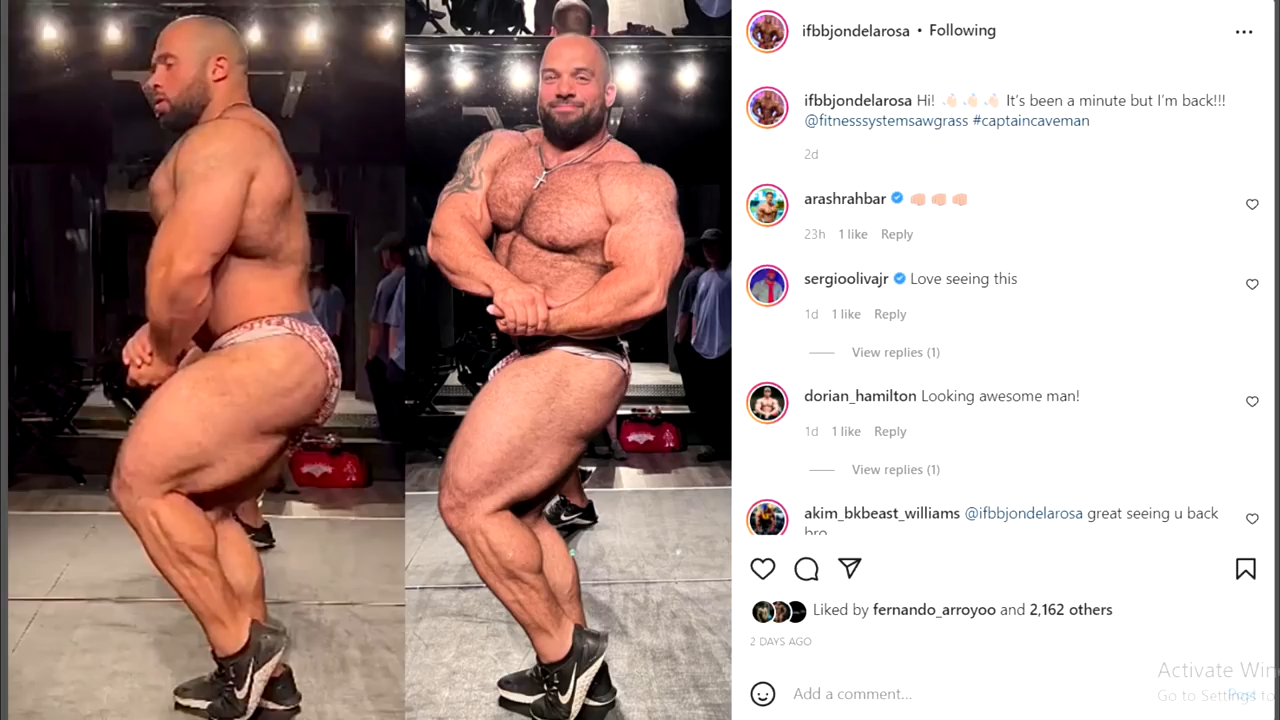 ifbbjondelarosa • Following
ifbbjondelarosa Hi! 👋🏻👋🏻👋🏻 It's been a minute but I'm back!!!
@fitnesssystemsawgrass #captaincaveman
2d
arashrahbar 👊🏻👊🏻👊🏻
23h 1 like Reply
sergioolivajr Love seeing this
1d 1 like Reply
View replies (1)
dorian_hamilton Looking awesome man!
1d 1 like Reply
View replies (1)
akim_bkbeast_williams @ifbbjondelarosa great seeing u back
bro
Liked by fernando_arroyoo and 2,162 others
2 DAYS AGO
Activate Win
Go to Settings to
Add a comment...
Post